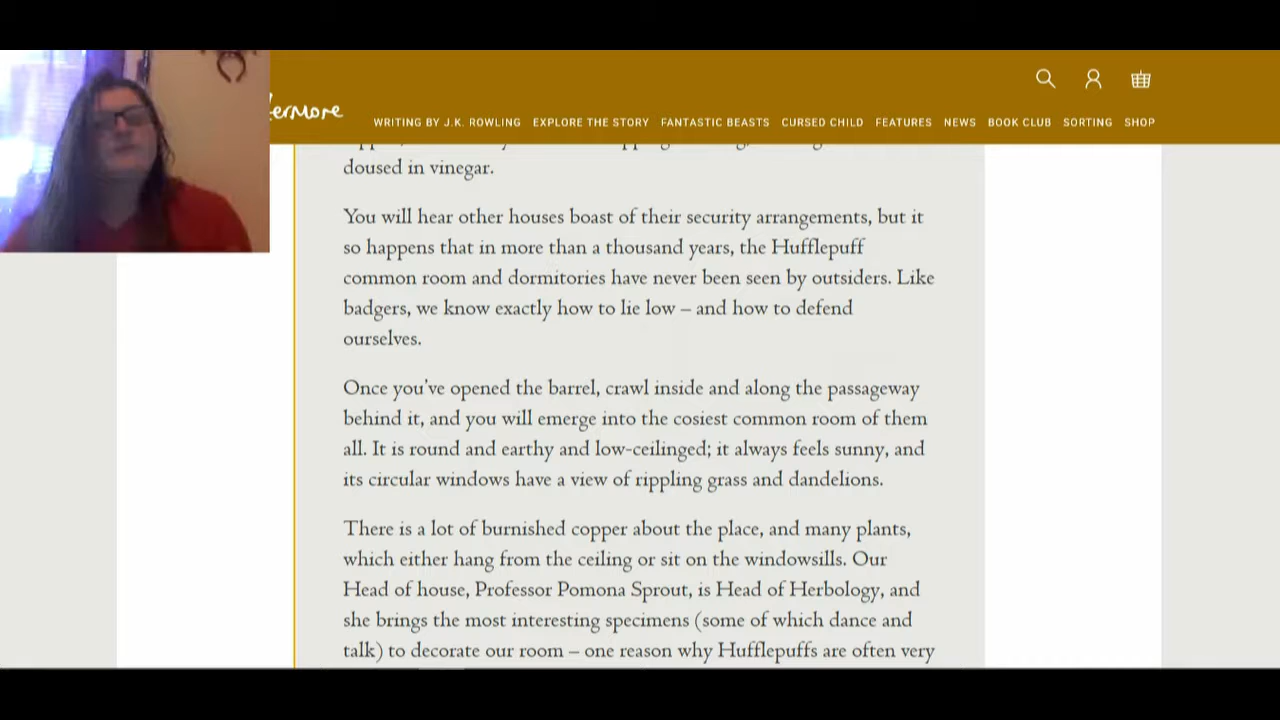 ermore
WRITING BY J.K. ROWLING EXPLORE THE STORY FANTASTIC BEASTS CURSED CHILD FEATURES NEWS BOOK CLUB SORTING SHOP
doused in vinegar.
You will hear other houses boast of their security arrangements, but it
so happens that in more than a thousand years, the Hufflepuff
common room and dormitories have never been seen by outsiders. Like
badgers, we know exactly how to lie low – and how to defend
ourselves.
Once you've opened the barrel, crawl inside and along the passageway
behind it, and you will emerge into the cosiest common room of them
all. It is round and earthy and low-ceilinged; it always feels sunny, and
its circular windows have a view of rippling grass and dandelions.
There is a lot of burnished copper about the place, and many plants,
which either hang from the ceiling or sit on the windowsills. Our
Head of house, Professor Pomona Sprout, is Head of Herbology, and
she brings the most interesting specimens (some of which dance and
talk) to decorate our room – one reason why Hufflepuffs are often very